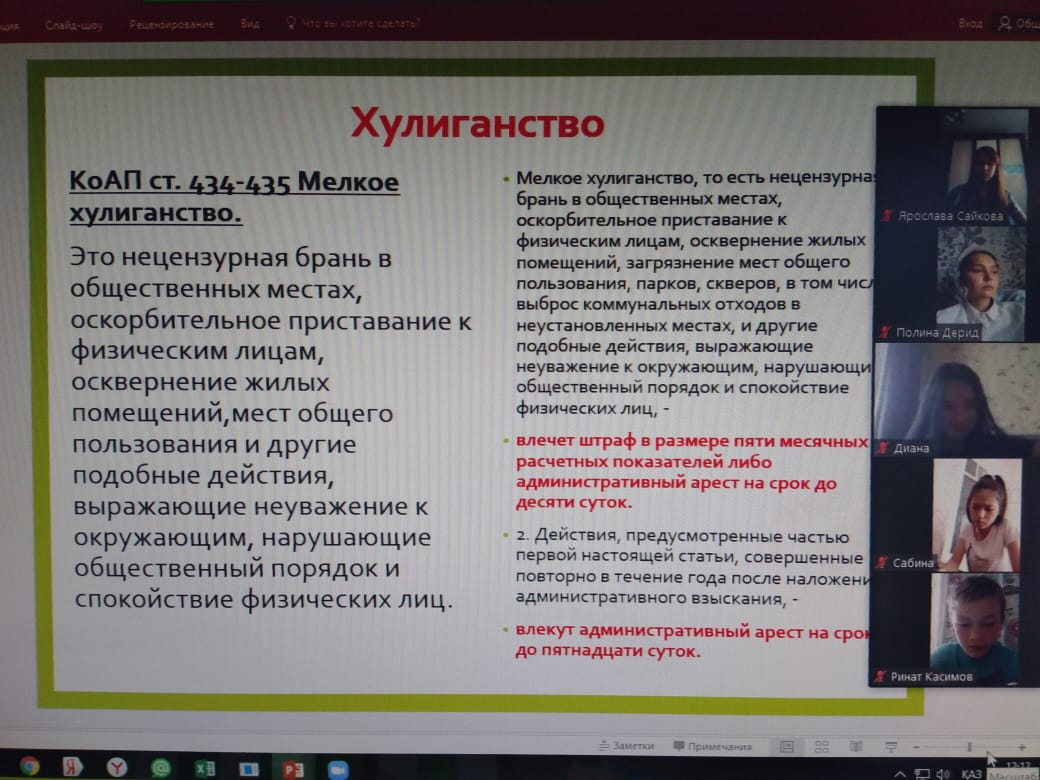 Слайд-шоу
Рецензирование
Вид
Что вы хотите сделать?
Вход
Хулиганство
КоАП ст. 434-435 Мелкое
хулиганство.
Это нецензурная брань в
общественных местах,
оскорбительное приставание к
физическим лицам,
осквернение жилых
помещений,мест общего
пользования и другие
подобные действия,
выражающие неуважение к
окружающим, нарушающие
общественный порядок и
спокойствие физических лиц.
• Мелкое хулиганство, то есть нецензурна
брань в общественных местах,
оскорбительное приставание к
физическим лицам, осквернение жилых
помещений, загрязнение мест общего
пользования, парков, скверов, в том числ
выброс коммунальных отходов в
неустановленных местах, и другие
подобные действия, выражающие
неуважение к окружающим, нарушающи
общественный порядок и спокойствие
физических лиц, -
• влечет штраф в размере пяти месячных
расчетных показателей либо
административный арест на срок до
десяти суток.
• 2. Действия, предусмотренные частью
первой настоящей статьи, совершенные
повторно в течение года после наложени
административного взыскания, -
• влекут административный арест на срок
до пятнадцати суток.
Ярослава Сайкова
Полина Дерид
Диана
Сабина
Ринат Касимов
Заметки
Примечания
ҚАЗ
12:12